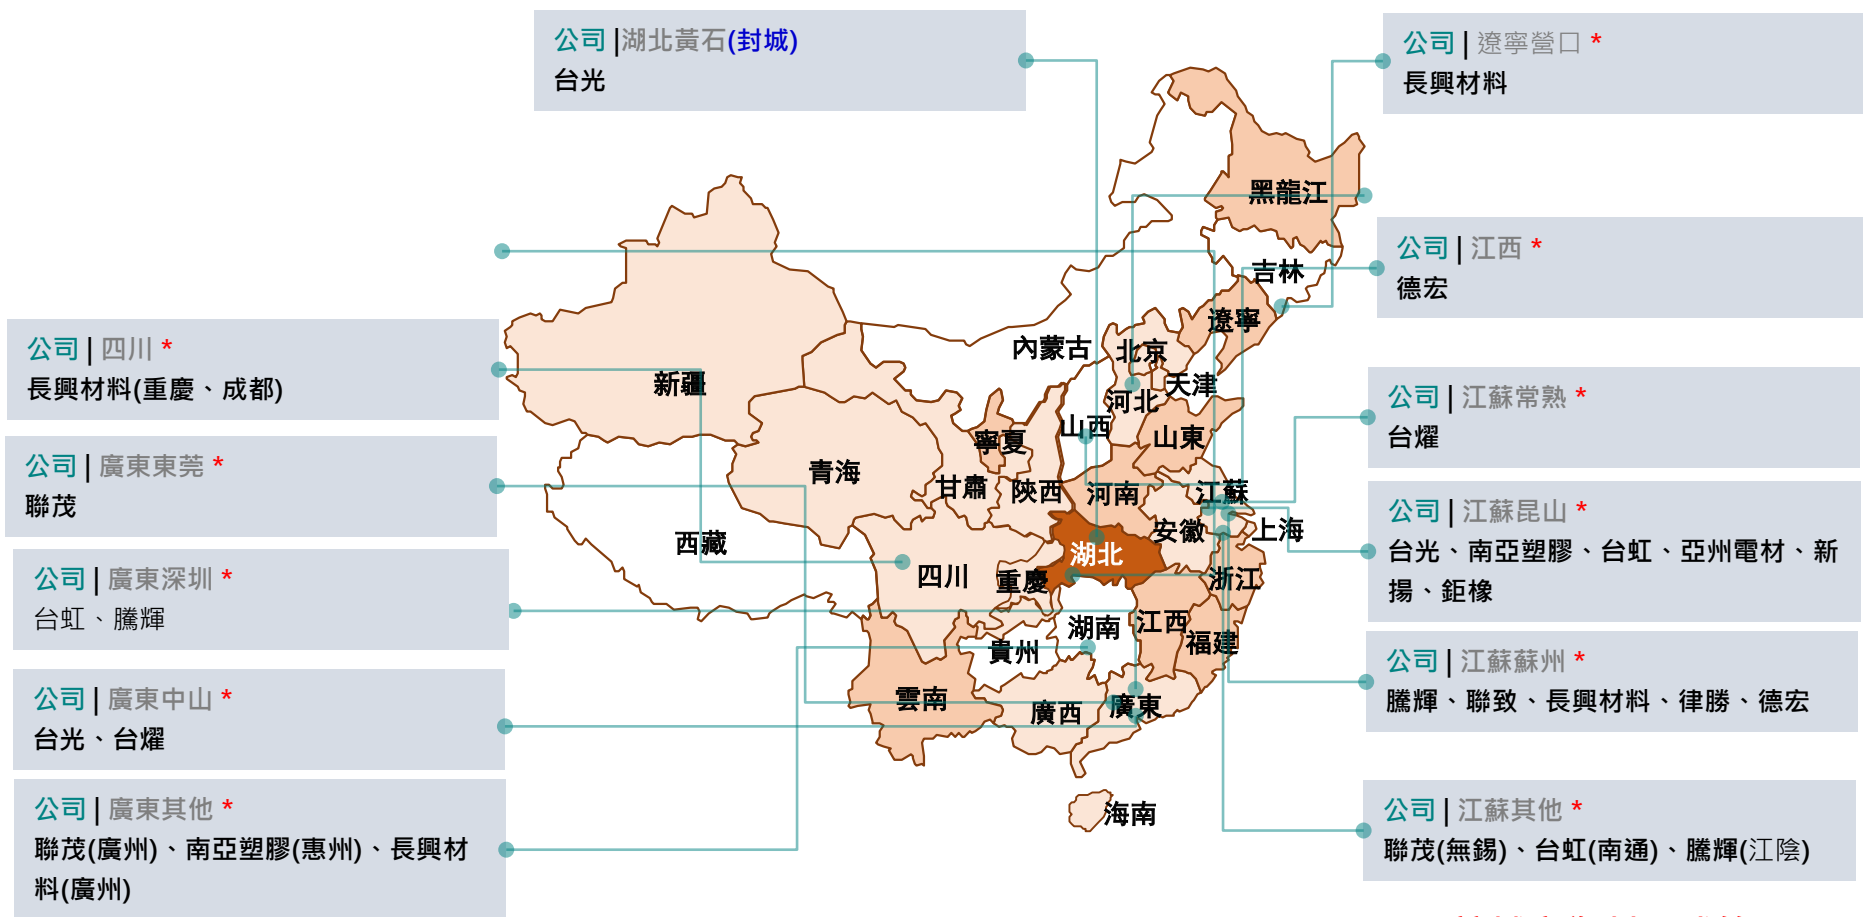 公司 |湖北黃石(封城)
台光
公司 | 遼寧營口 *
長興材料
公司 | 江西 *
德宏
公司 | 四川 *
長興材料(重慶、成都)
公司 | 江蘇常熟 *
台燿
公司 | 廣東東莞 *
聯茂
公司 | 江蘇昆山 *
台光、南亞塑膠、台虹、亞州電材、新
揚、鉅橡
公司 | 廣東深圳 *
台虹、騰輝
公司 | 江蘇蘇州 *
騰輝、聯致、長興材料、律勝、德宏
公司 | 廣東中山 *
台光、台燿
公司 | 廣東其他 *
聯茂(廣州)、南亞塑膠(惠州)、長興材
料(廣州)
公司 | 江蘇其他 *
聯茂(無錫)、台虹(南通)、騰輝(江陰)
黑龍江
吉林
遼寧
內蒙古
北京
天津
河北
新疆
山西
山東
寧夏
青海
甘肅
陝西
河南
江蘇
安徽
上海
西藏
湖北
四川
重慶
浙江
湖南
江西
福建
貴州
雲南
廣西
廣東
海南